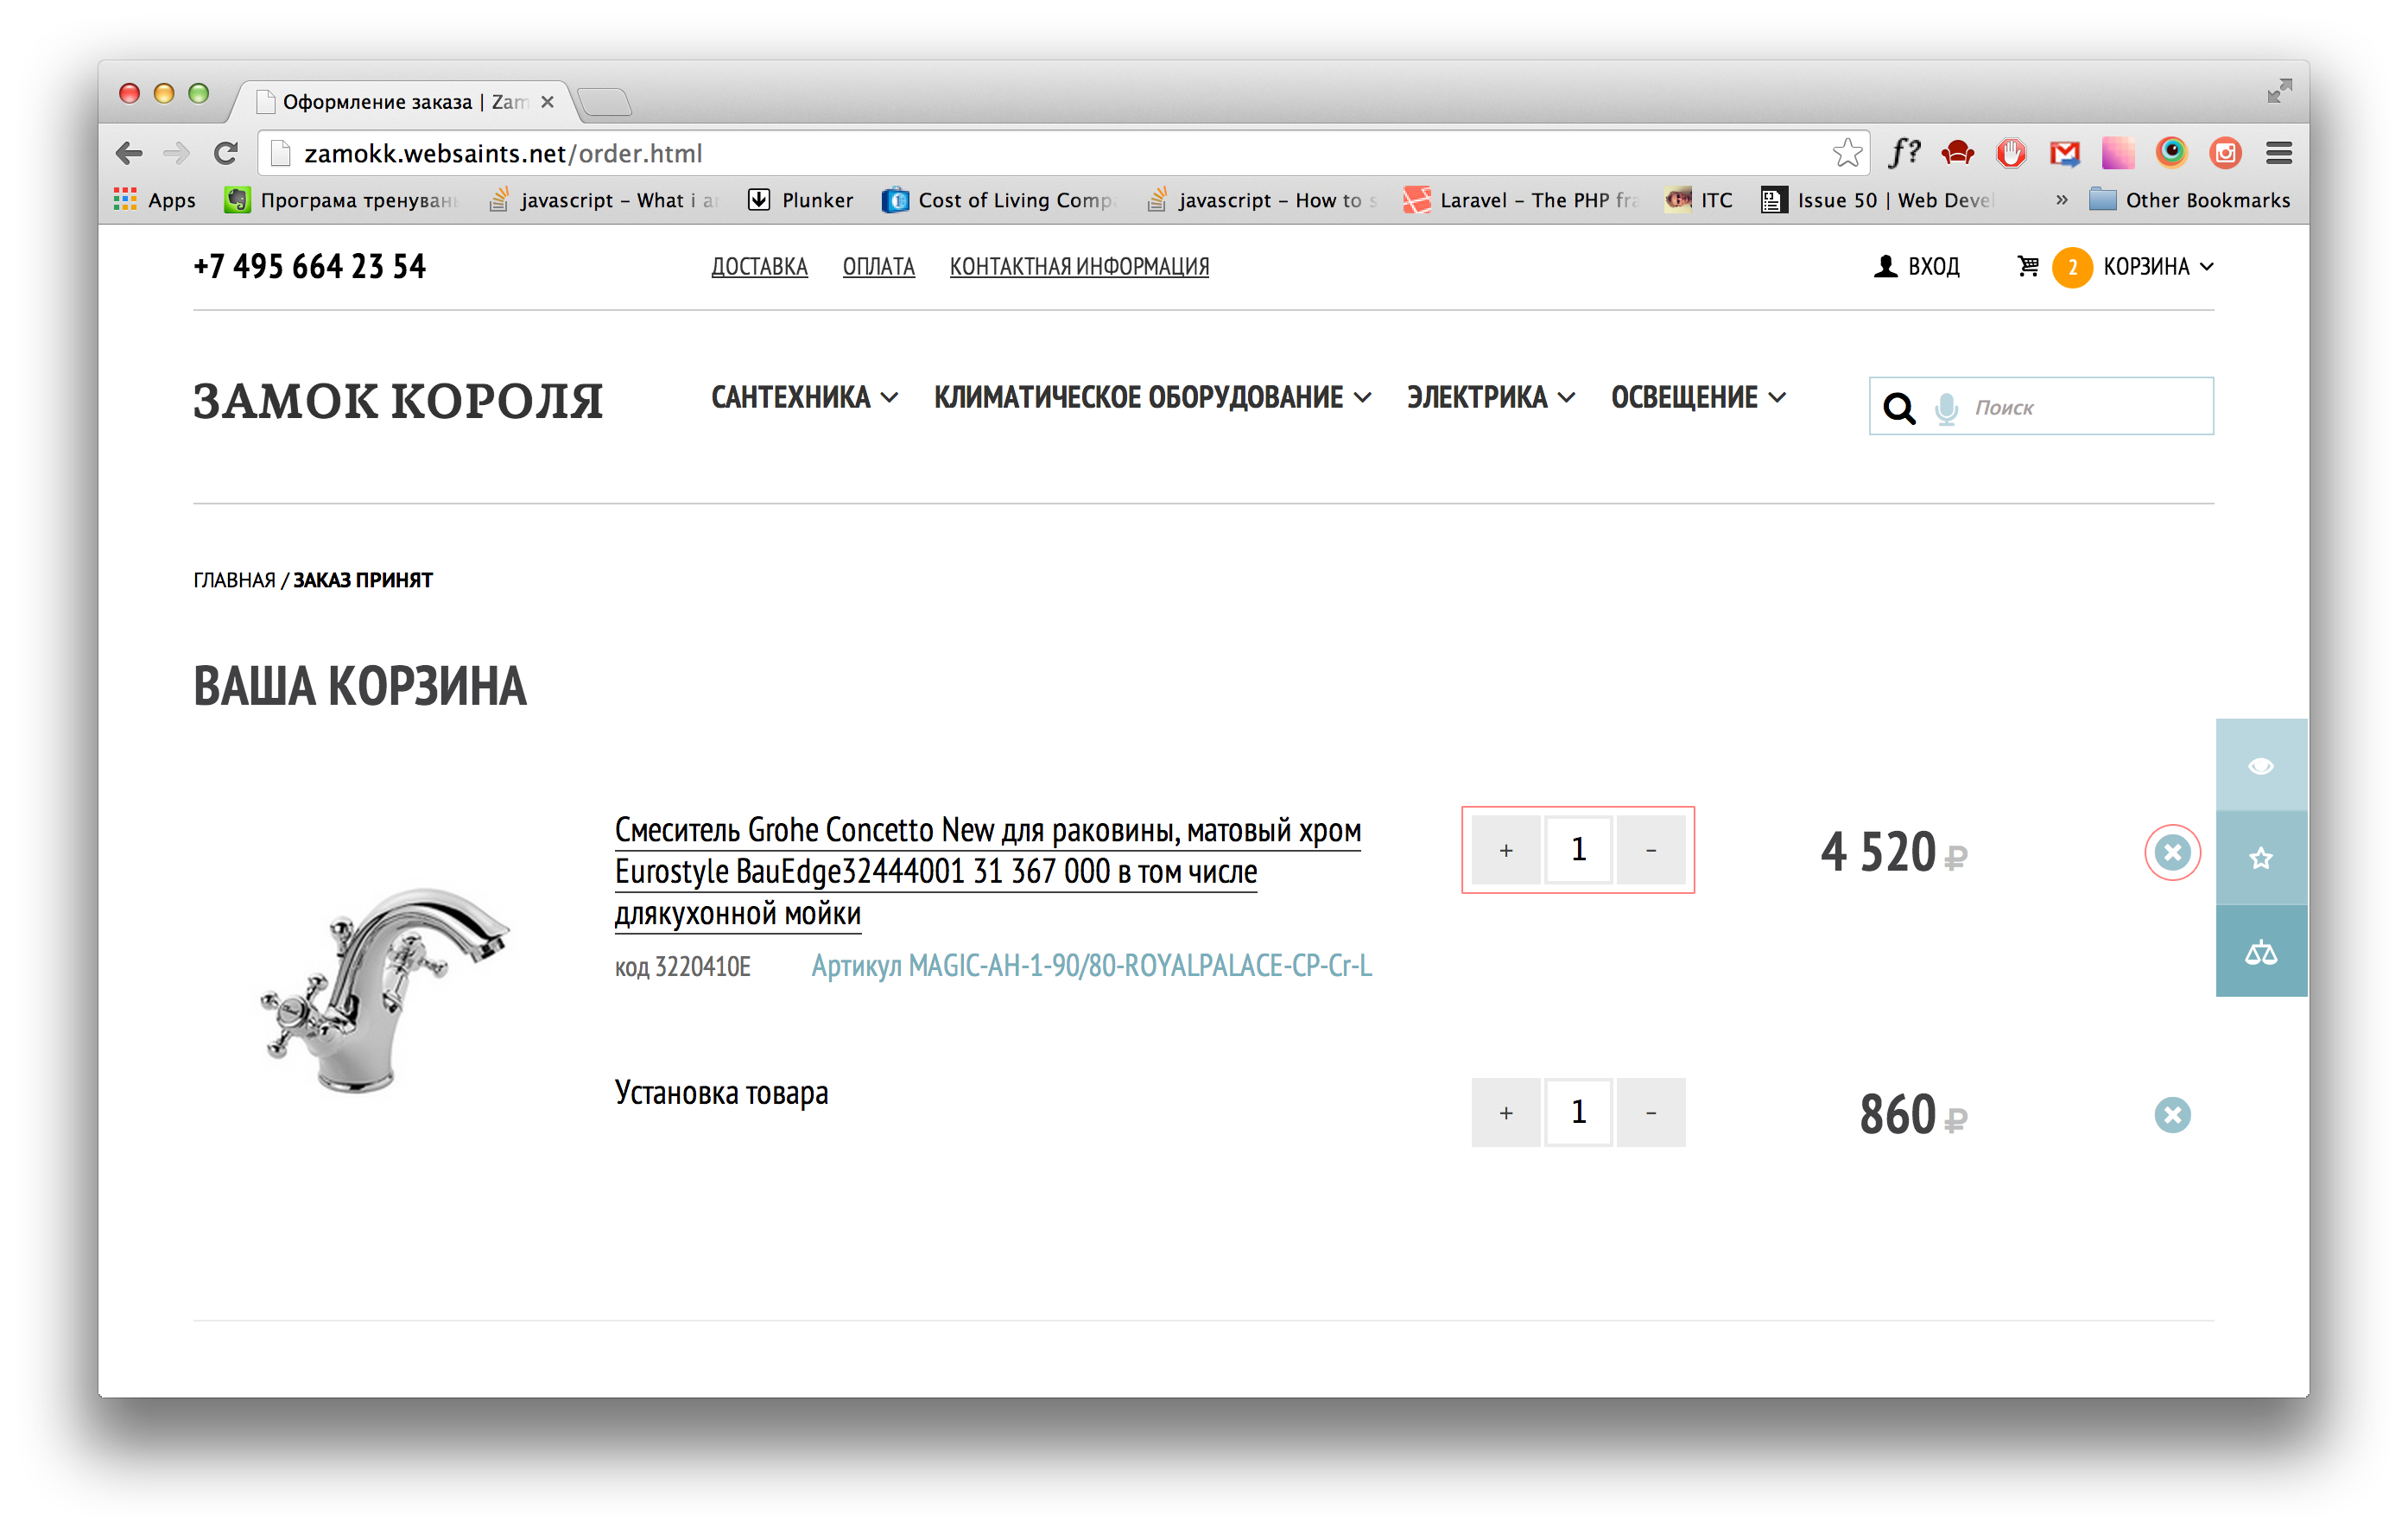 Оформление заказа | Zam
zamokk.websaints.net/order.html
f?
Apps Програма тренувань javascript – What i ar Plunker Cost of Living Comp javascript – How to s Laravel – The PHP fra ITC Issue 50 | Web Devel » Other Bookmarks
+7 495 664 23 54 ДОСТАВКА ОПЛАТА КОНТАКТНАЯ ИНФОРМАЦИЯ ВХОД 2 КОРЗИНА
ЗАМОК КОРОЛЯ САНТЕХНИКА КЛИМАТИЧЕСКОЕ ОБОРУДОВАНИЕ ЭЛЕКТРИКА ОСВЕЩЕНИЕ Поиск
ГЛАВНАЯ / ЗАКАЗ ПРИНЯТ
ВАША КОРЗИНА
Смеситель Grohe Concetto New для раковины, матовый хром
Eurostyle BauEdge32444001 31 367 000 в том числе
длякухонной мойки
+ 1 – 4 520 ₽
код 3220410E Артикул MAGIC-AH-1-90/80-ROYALPALACE-CP-Cr-L
Установка товара + 1 – 860 ₽